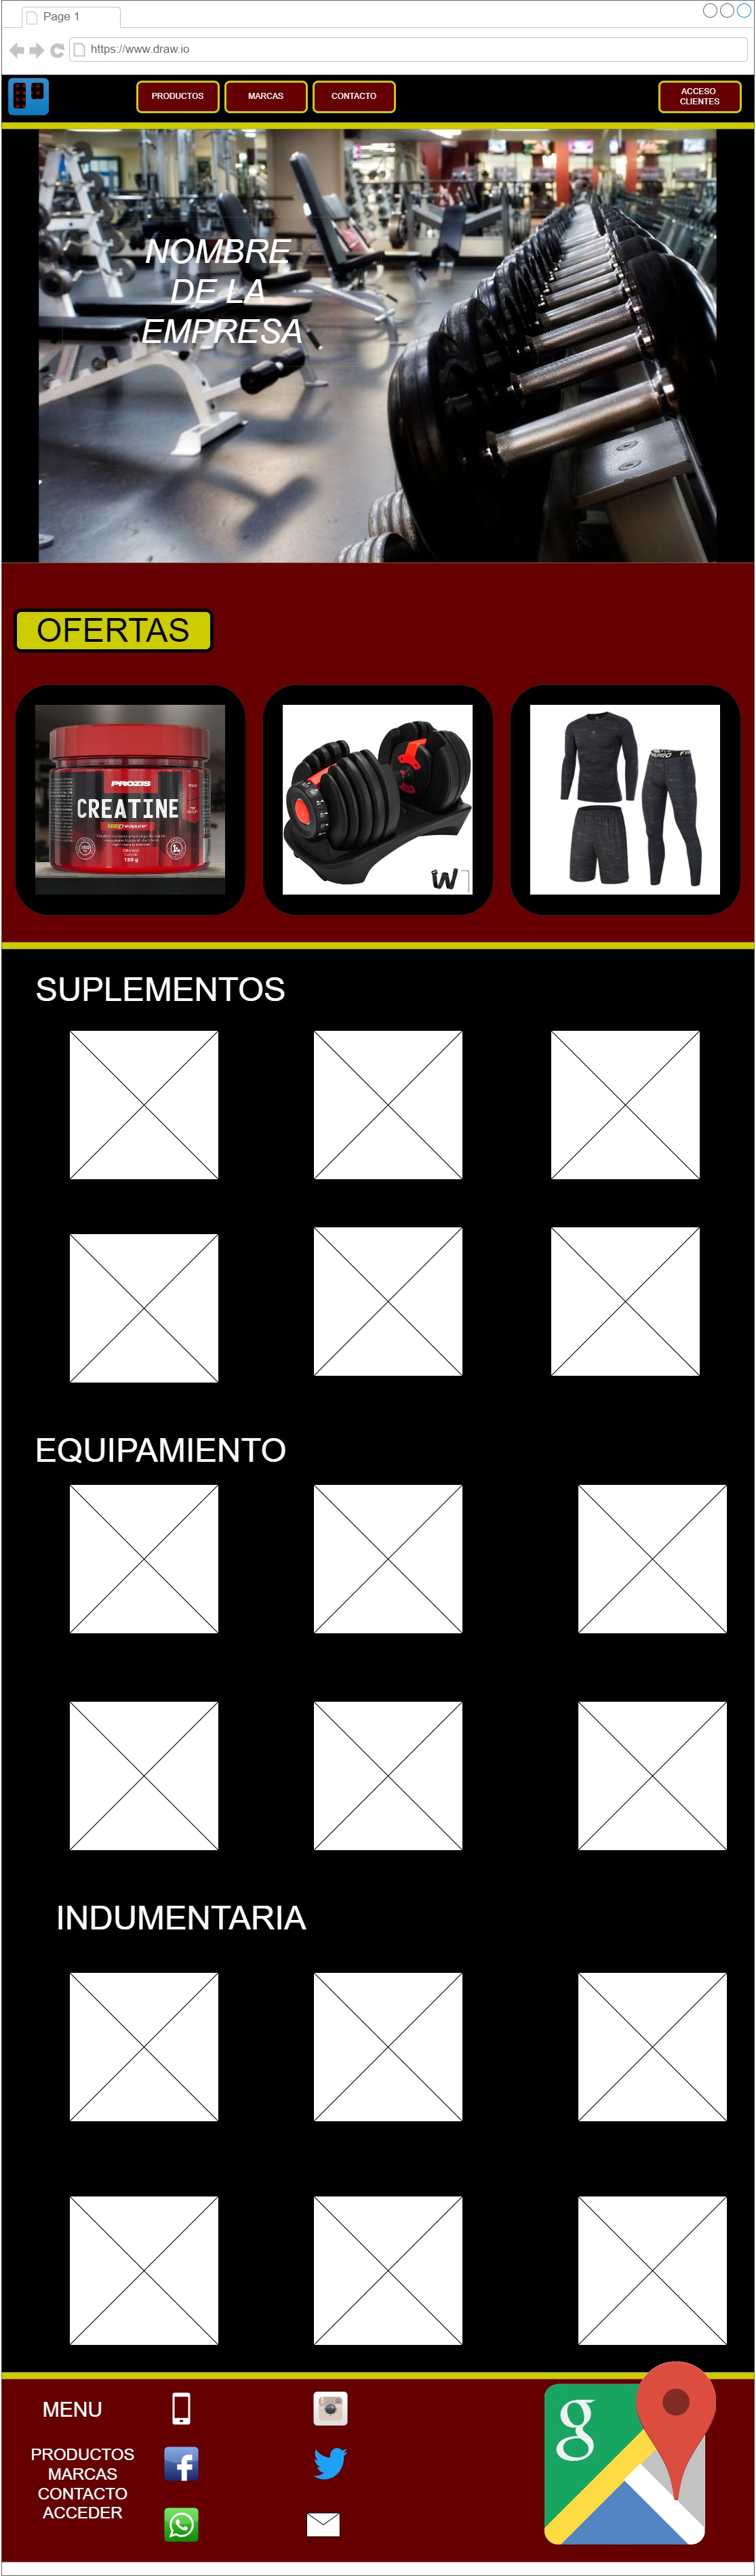 Page 1
https://www.draw.io
PRODUCTOS
MARCAS
CONTACTO
ACCESO
CLIENTES
NOMBRE
DE LA
EMPRESA
OFERTAS
PROZIS
CREATINE
150 g
W
SUPLEMENTOS
EQUIPAMIENTO
INDUMENTARIA
MENU
PRODUCTOS
MARCAS
CONTACTO
ACCEDER
g